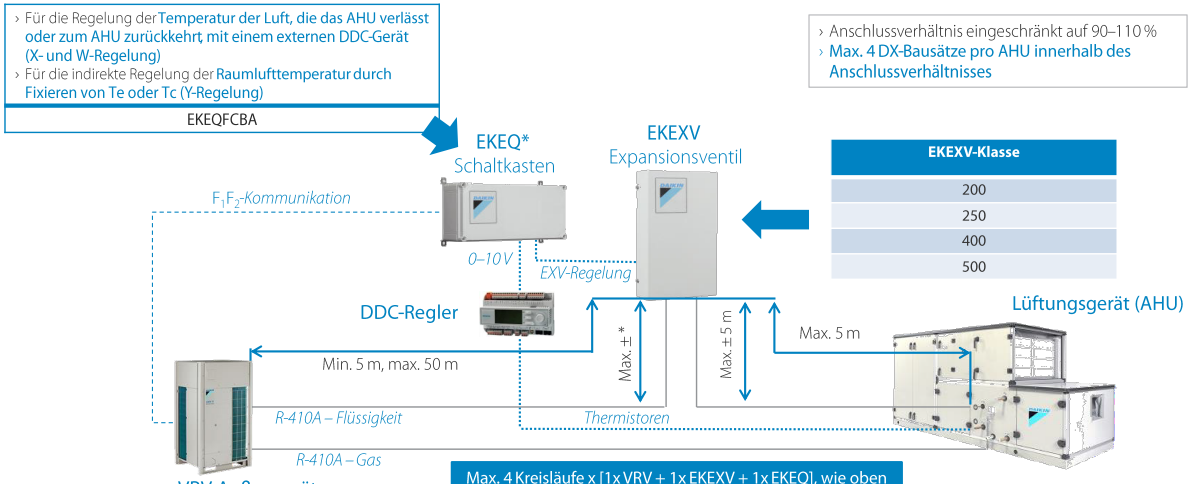 › Für die Regelung der Temperatur der Luft, die das AHU verlässt
oder zum AHU zurückkehrt, mit einem externen DDC-Gerät
(X- und W-Regelung)
› Für die indirekte Regelung der Raumlufttemperatur durch
Fixieren von Te oder Tc (Y-Regelung)
EKEQFCBA
› Anschlussverhältnis eingeschränkt auf 90–110 %
› Max. 4 DX-Bausätze pro AHU innerhalb des
Anschlussverhältnisses
EKEQ*
Schaltkasten
EKEXV
Expansionsventil
EKEXV-Klasse
200
250
400
500
F₁F₂-Kommunikation
0–10 V
EXV-Regelung
DAIKIN
DDC-Regler
Lüftungsgerät (AHU)
Min. 5 m, max. 50 m
Max. ± *
Max. ± 5 m
Max. 5 m
R-410A – Flüssigkeit
Thermistoren
R-410A – Gas
Max. 4 Kreisläufe x [1x VRV + 1x EKEXV + 1x EKEQ], wie oben